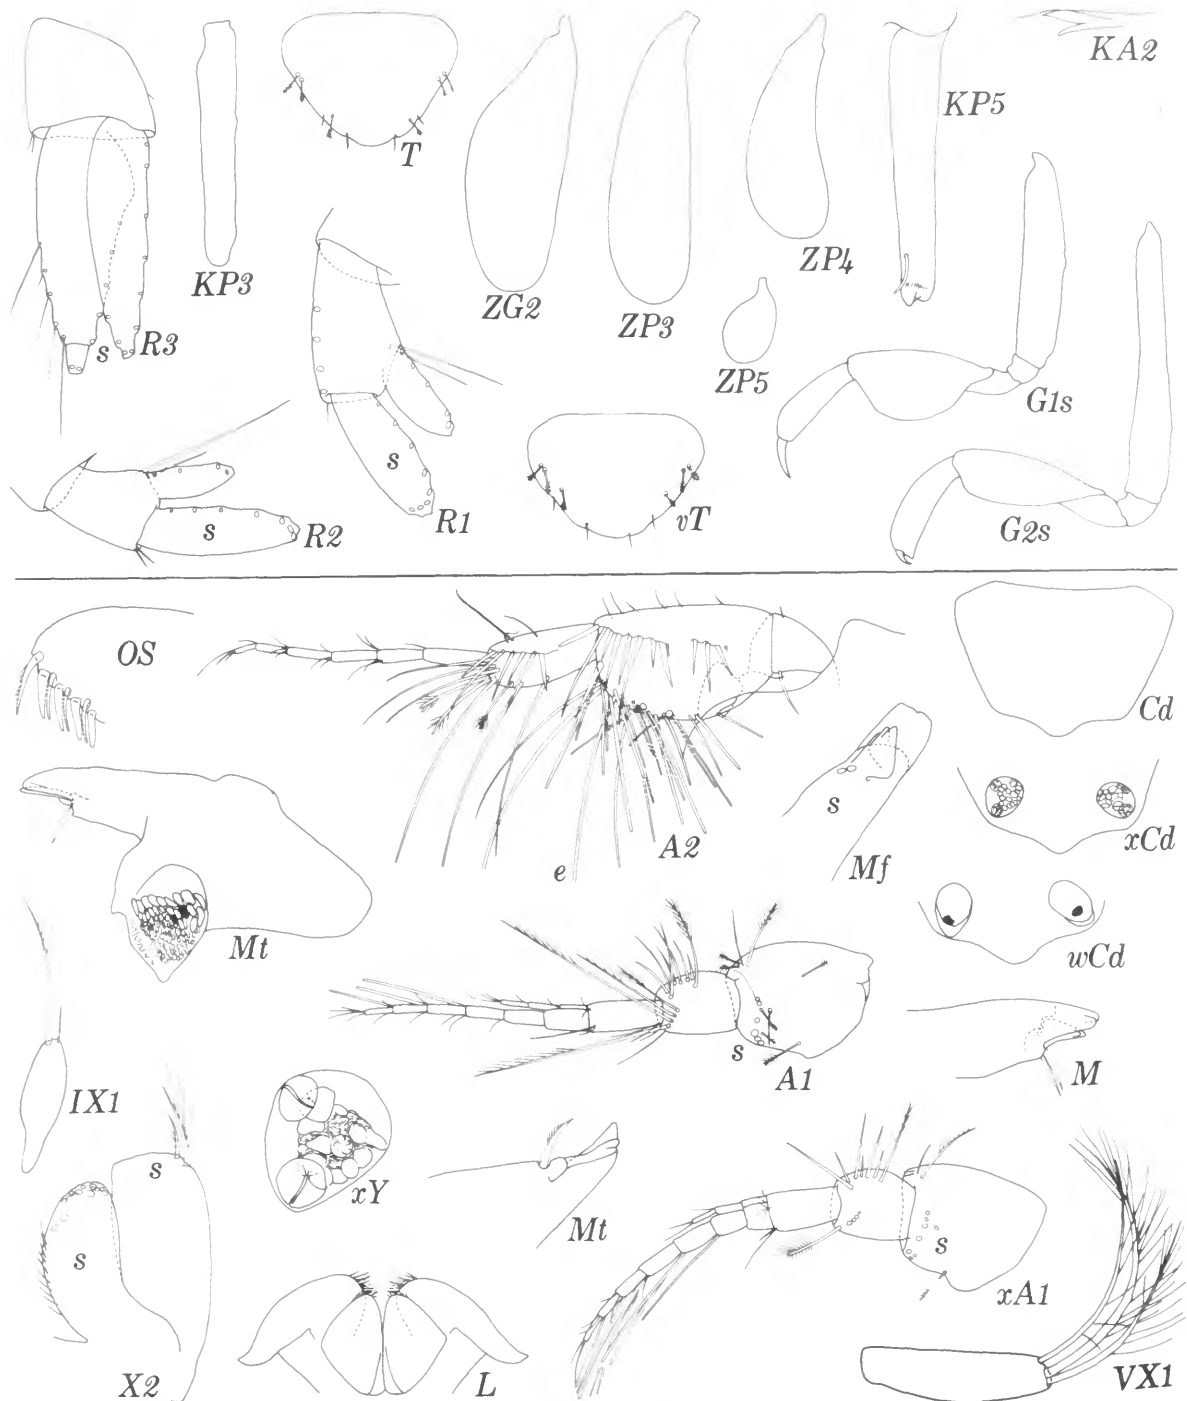 KA2
KP5
T
KP3
ZG2
ZP3
ZP4
ZP5
s
R3
G1s
s
R1
vT
s
R2
G2s
OS
Cd
A2
e
s
Mf
xCd
Mt
wCd
s
A1
M
IX1
s
s
X2
xY
Mt
L
s
xA1
VX1